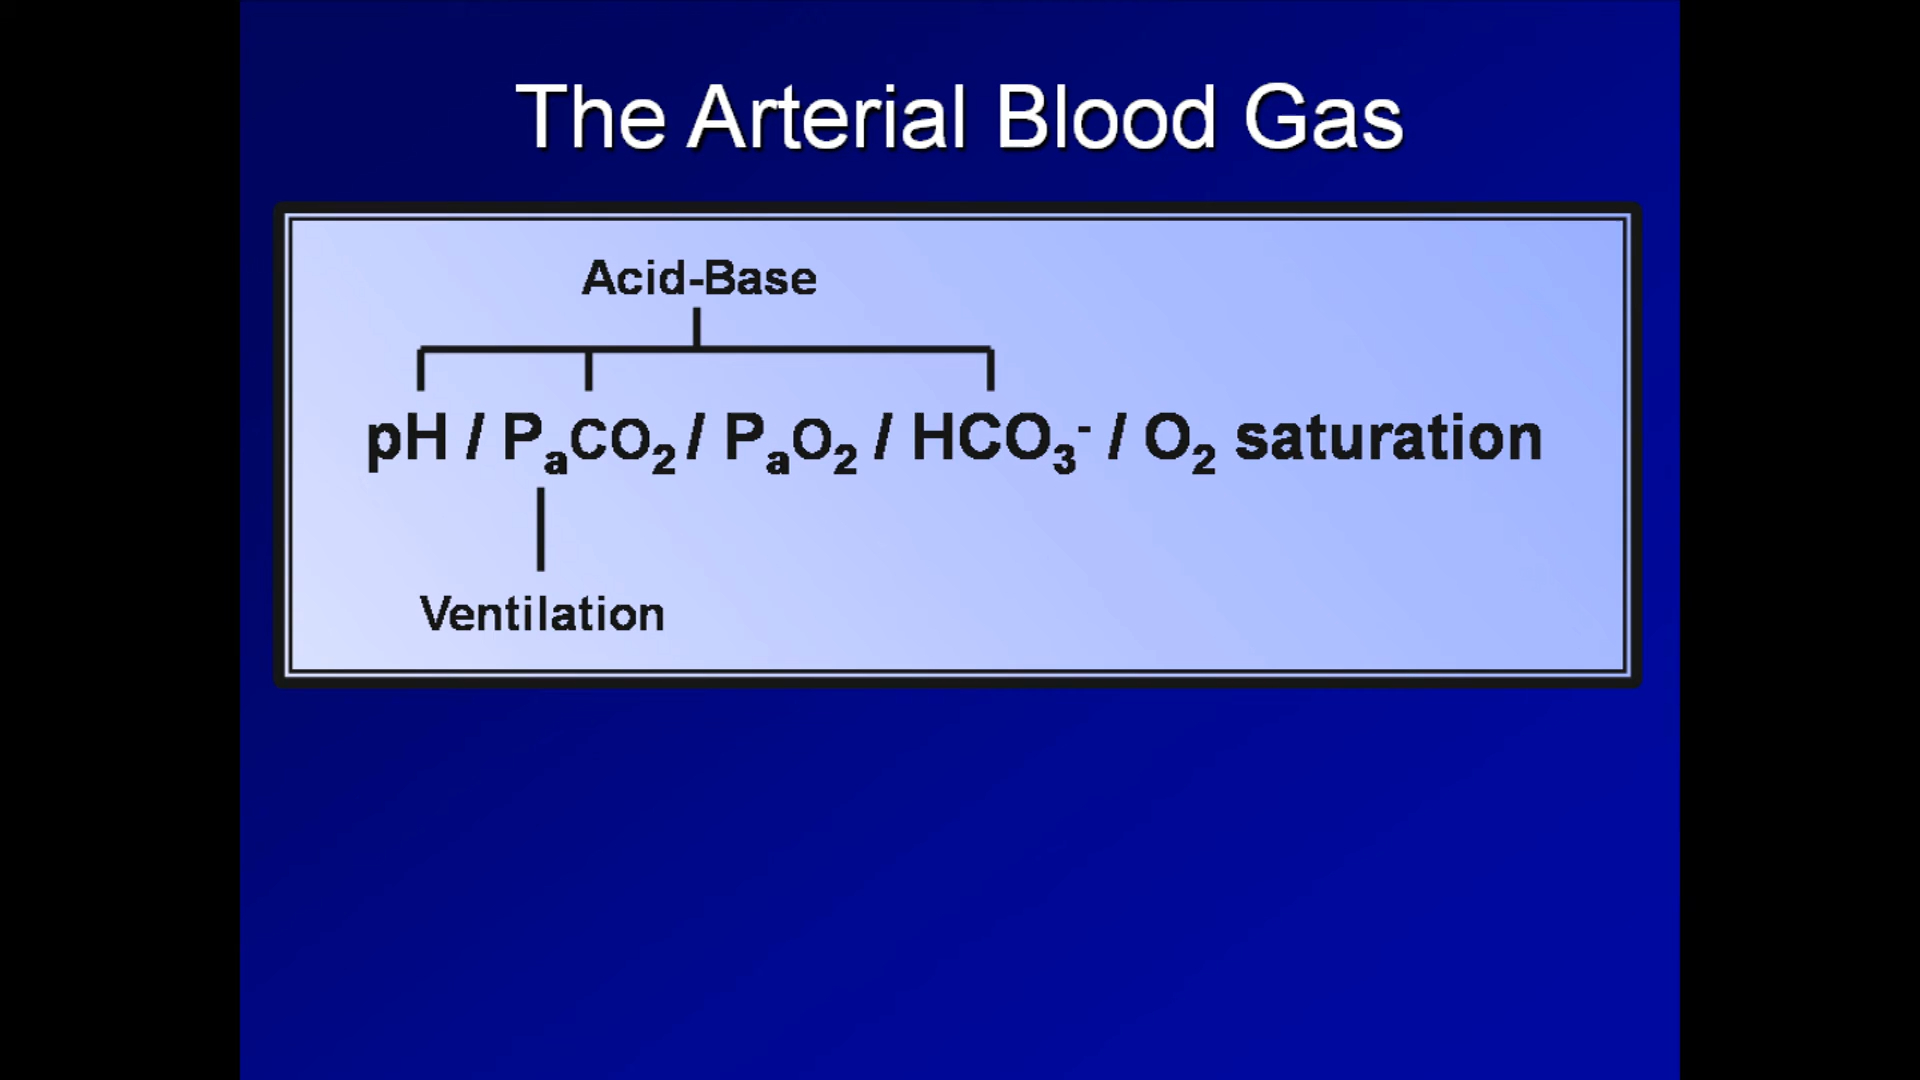 The Arterial Blood Gas
Acid-Base
pH / PₐCO₂ / PₐO₂ / HCO₃⁻ / O₂ saturation
Ventilation